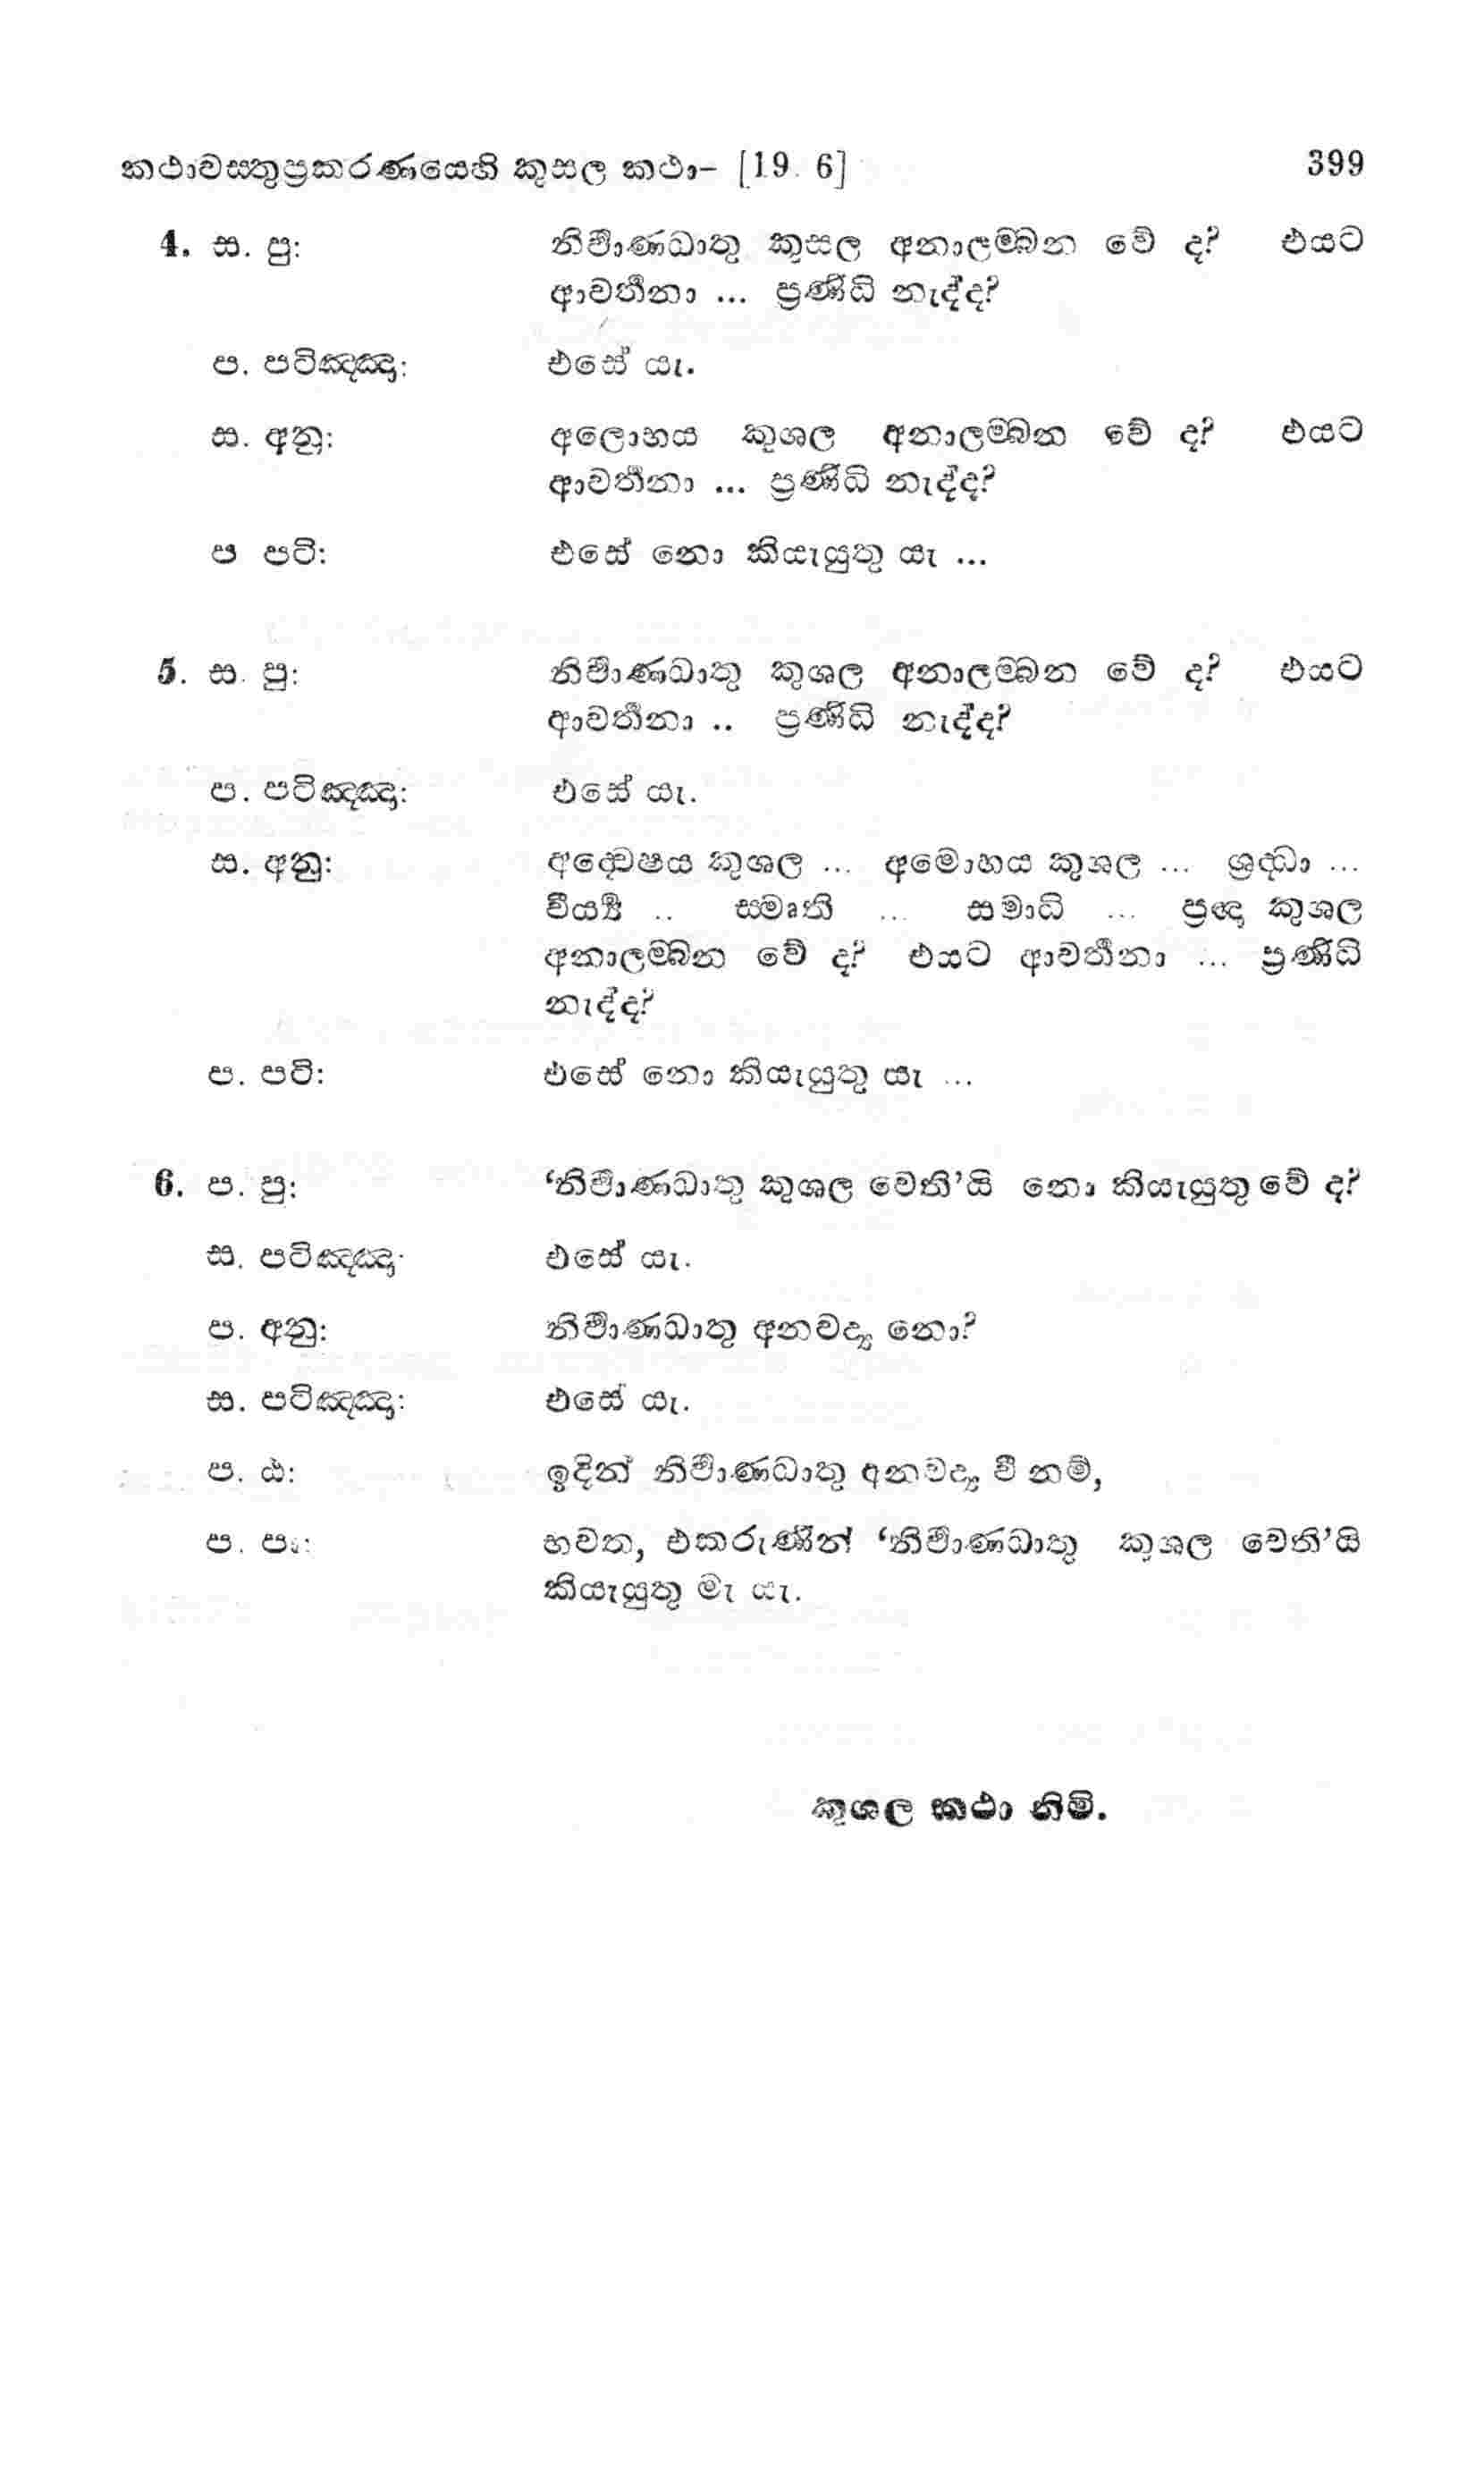 කථාවස්තුප්‍රකරණයෙහි කුසල කථා– [19. 6] 399
4. ස. පු: නිර්‍වාණධාතු කුසල අනාලම්බන වේ ද? එයට
ආවර්‍තනා ... ප්‍රණිධි නැද්ද?
ප. පටිඤ්ඤා: එසේ යැ.
ස. අනු: අලොභය කුශල අනාලම්බන වේ ද? එයට
ආවර්‍තනා ... ප්‍රණිධි නැද්ද?
ප පටි: එසේ නො කියැයුතු යැ ...
5. ස. පු: නිර්‍වාණධාතු කුශල අනාලම්බන වේ ද? එයට
ආවර්‍තනා .. ප්‍රණිධි නැද්ද?
ප. පටිඤ්ඤා: එසේ යැ.
ස. අනු: අද්වෙෂය කුශල ... අමොහය කුශල ... ශ්‍රද්ධා ...
වීර්‍ය්‍ය .. ස්මෘති ... සමාධි ... ප්‍රඥා කුශල
අනාලම්බන වේ ද? එයට ආවර්‍තනා ... ප්‍රණිධි
නැද්ද?
ප. පටි: එසේ නො කියැයුතු යැ ...
6. ප. පු: ‘නිර්‍වාණධාතු කුශල වෙති’යි නො කියැයුතු වේ ද?
ස. පටිඤ්ඤා: එසේ යැ.
ප. අනු: නිර්‍වාණධාතු අනවද්‍ය නො?
ස. පටිඤ්ඤා: එසේ යැ.
ප. ඨ: ඉදින් නිර්‍වාණධාතු අනවද්‍ය වී නම්,
ප. පා: භවත, එකරුණින් ‘නිර්‍වාණධාතු කුශල වෙති’යි
කියැයුතු මැ යැ.
කුශල කථා නිමි.